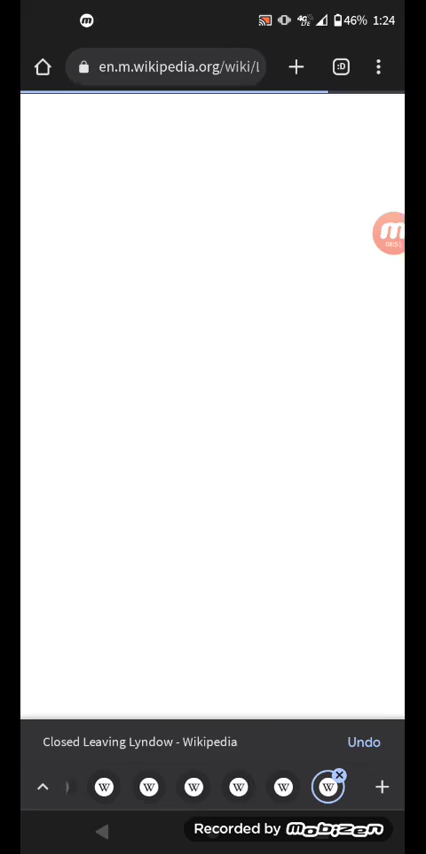 46% 1:24
en.m.wikipedia.org/wiki/l
:D
Closed Leaving Lyndow - Wikipedia
Undo
W W W W W W
Recorded by mobizen